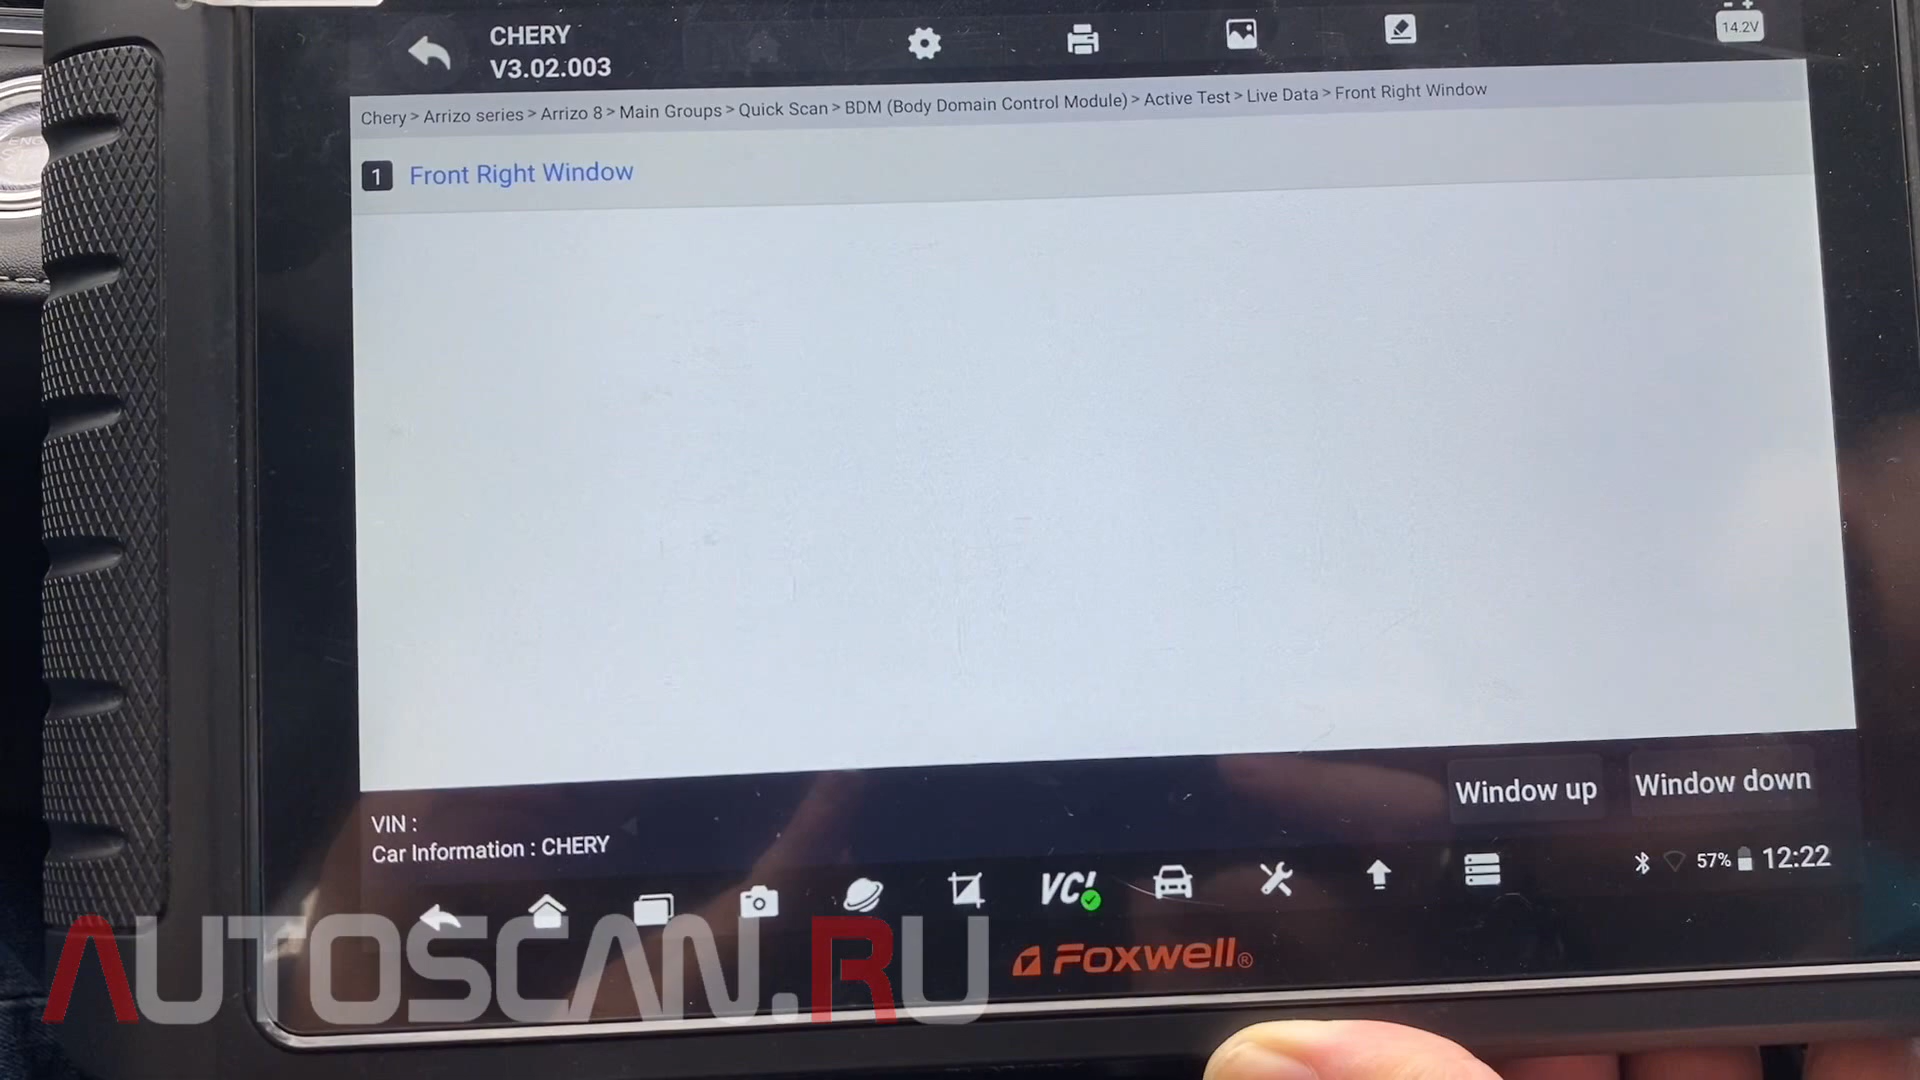 CHERY
V3.02.003
14.2V
Chery > Arrizo series > Arrizo 8 > Main Groups > Quick Scan > BDM (Body Domain Control Module) > Active Test > Live Data > Front Right Window
1 Front Right Window
Window up Window down
VIN :
Car Information : CHERY
VCI
57% 12:22
FOXWELL®
AUTOSCAN.RU